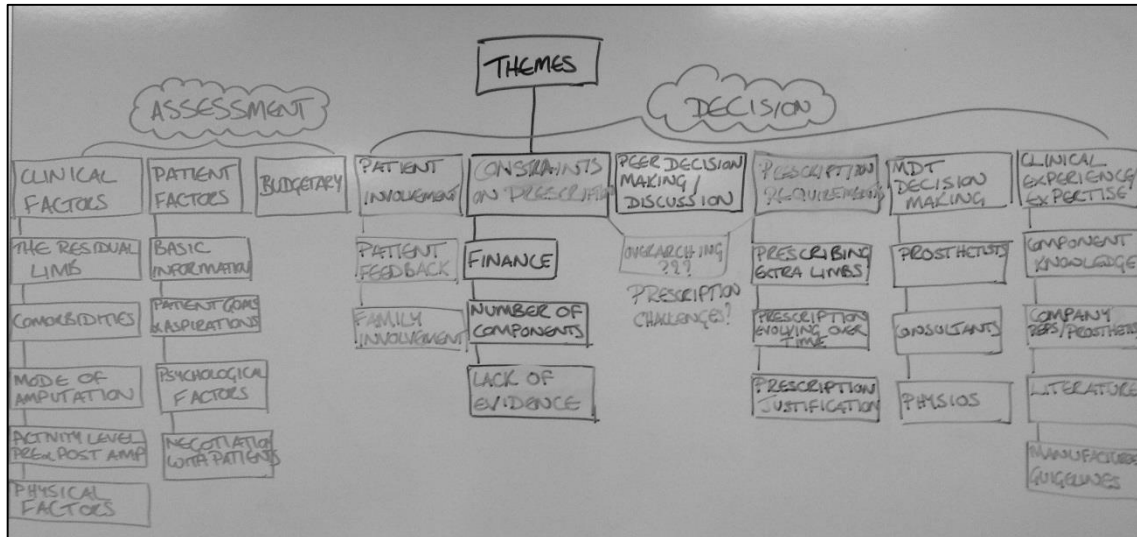 THEMES
ASSESSMENT
DECISION
CLINICAL
FACTORS
THE RESIDUAL
LIMB
COMORBIDITIES
MODE OF
AMPUTATION
ACTIVITY LEVEL
PRE & POST AMP
PHYSICAL
FACTORS
PATIENT
FACTORS
BASIC
INFORMATION
PATIENT GOALS
& ASPIRATIONS
PSYCHOLOGICAL
FACTORS
NEGOTIATION
WITH PATIENTS
BUDGETARY
PATIENT
INVOLVEMENT
PATIENT
FEEDBACK
FAMILY
INVOLVEMENT
CONSTRAINTS
ON PRESCRIPTION
FINANCE
NUMBER OF
COMPONENTS
LACK OF
EVIDENCE
PEER DECISION
MAKING/
DISCUSSION
OVERARCHING
???
PRESCRIPTION
CHALLENGES?
PRESCRIPTION
REQUIREMENTS
PRESCRIBING
EXTRA LIMBS
PRESCRIPTION
EVOLVING OVER
TIME
PRESCRIPTION
JUSTIFICATION
MDT
DECISION
MAKING
PROSTHETISTS
CONSULTANTS
PHYSIOS
CLINICAL
EXPERIENCE/
EXPERTISE
COMPONENT
KNOWLEDGE
COMPANY
REPS/PROSTHETISTS
LITERATURE
MANUFACTURER
GUIGELINES